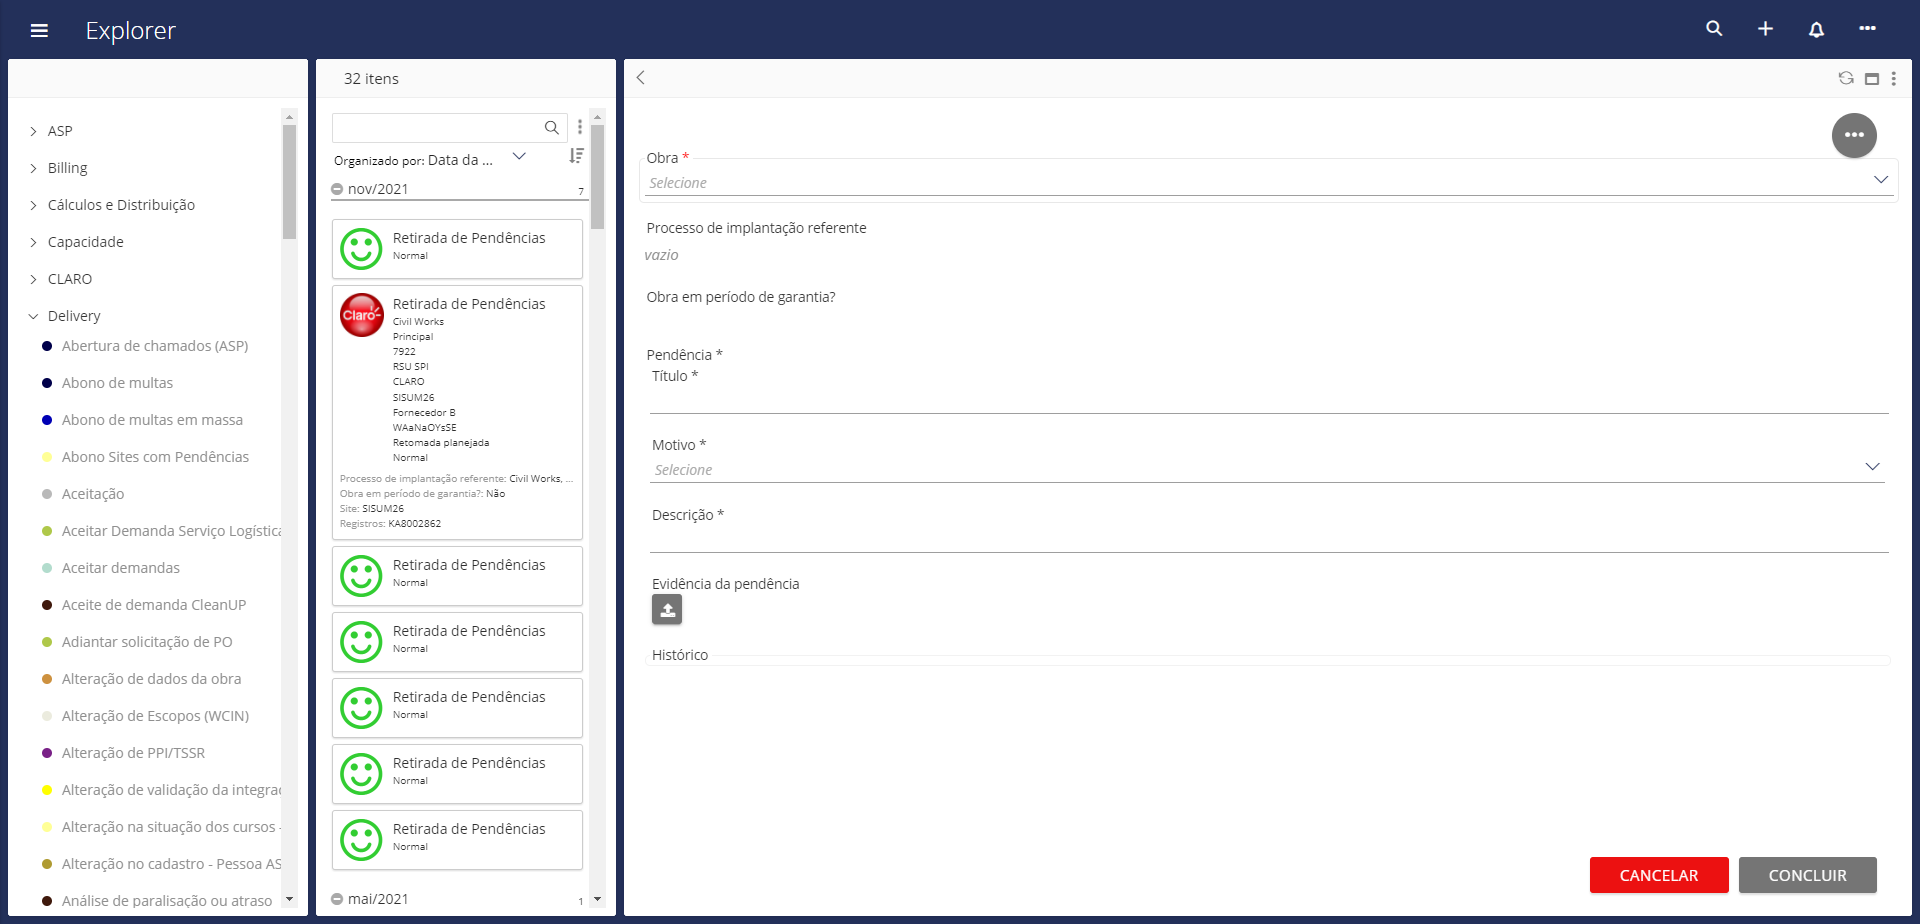 Explorer
ASP
Billing
Cálculos e Distribuição
Capacidade
CLARO
Delivery
Abertura de chamados (ASP)
Abono de multas
Abono de multas em massa
Abono Sites com Pendências
Aceitação
Aceitar Demanda Serviço Logística
Aceitar demandas
Aceite de demanda CleanUP
Adiantar solicitação de PO
Alteração de dados da obra
Alteração de Escopos (WCIN)
Alteração de PPI/TSSR
Alteração de validação da integrac
Alteração na situação dos cursos -
Alteração no cadastro - Pessoa AS
Análise de paralisação ou atraso
32 itens
Organizado por: Data da ...
nov/2021 7
Retirada de Pendências
Normal
Claro
Retirada de Pendências
Civil Works
Principal
7922
RSU SPI
CLARO
SISUM26
Fornecedor B
WAaNaOYsSE
Retomada planejada
Normal
Processo de implantação referente: Civil Works, ...
Obra em período de garantia?: Não
Site: SISUM26
Registros: KA8002862
Retirada de Pendências
Normal
Retirada de Pendências
Normal
Retirada de Pendências
Normal
Retirada de Pendências
Normal
Retirada de Pendências
Normal
mai/2021 1
Obra *
Selecione
Processo de implantação referente
vazio
Obra em período de garantia?
Pendência *
Título *
Motivo *
Selecione
Descrição *
Evidência da pendência
Histórico
CANCELAR
CONCLUIR